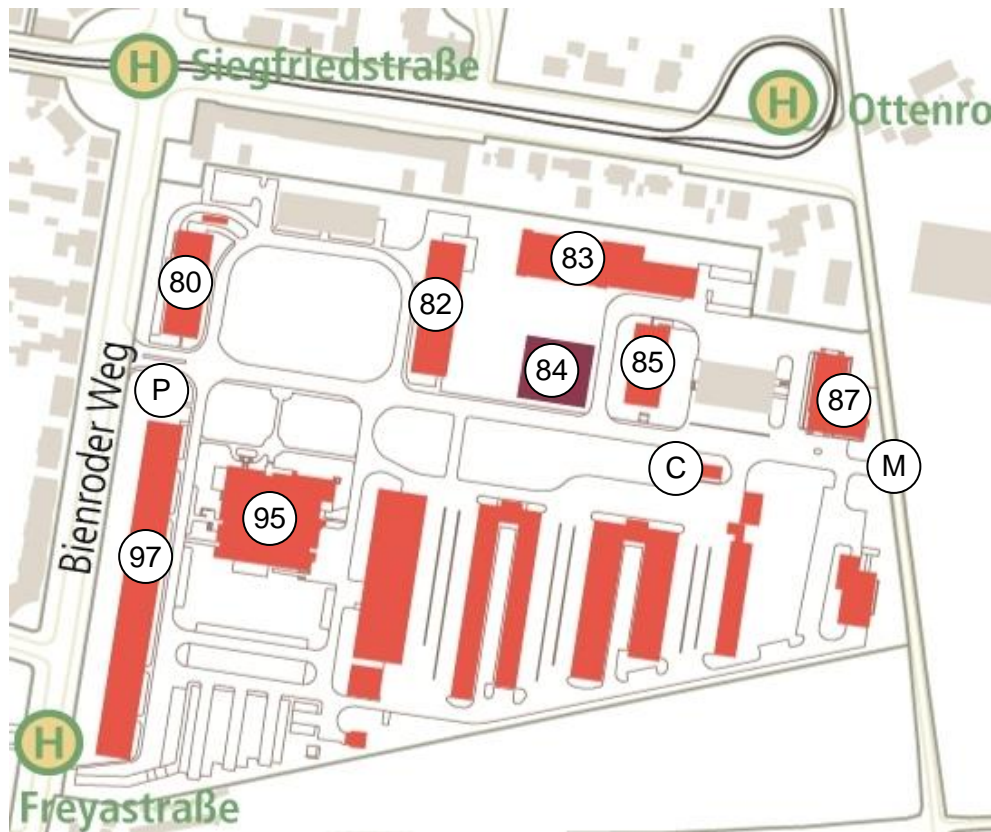 H Siegfriedstraße
H Ottenro
80
82
83
84
85
87
P
C
M
Bienroder Weg
95
97
H
Freyastraße